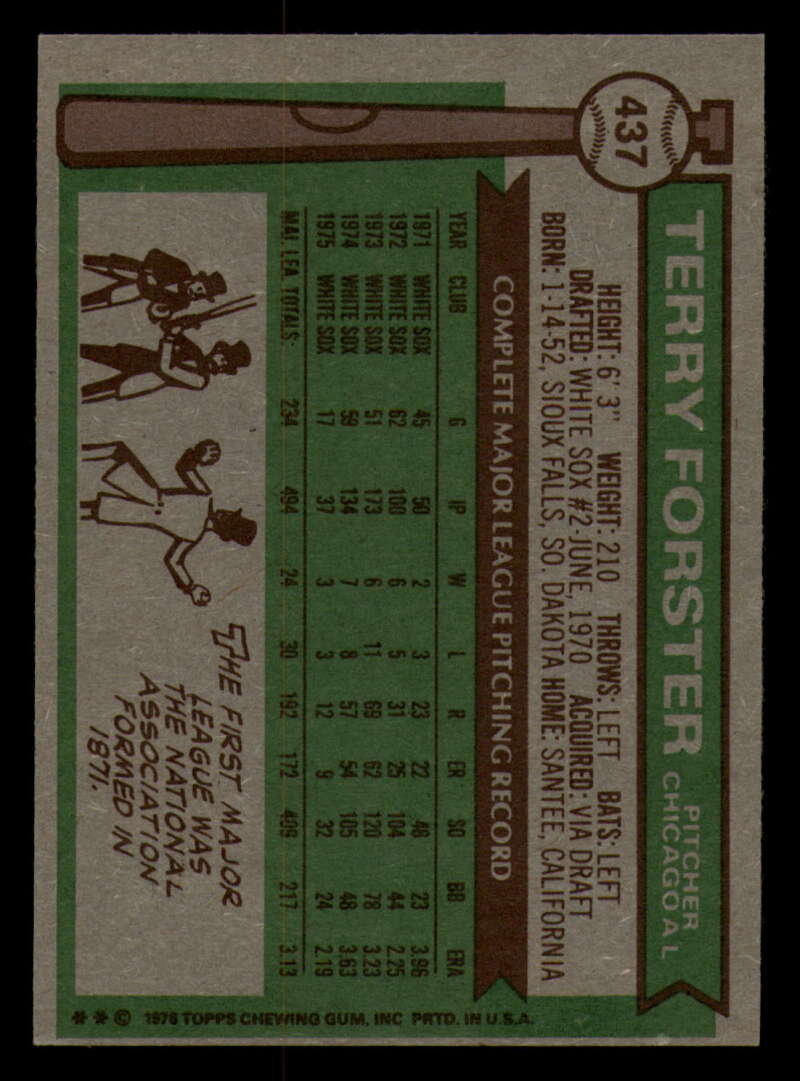 437
TERRY FORSTER
PITCHER
CHICAGO AL
HEIGHT: 6' 3" WEIGHT: 210 THROWS: LEFT BATS: LEFT
DRAFTED: WHITE SOX #2-JUNE, 1970 ACQUIRED: VIA DRAFT
BORN: 1-14-52, SIOUX FALLS, SO. DAKOTA HOME: SANTEE, CALIFORNIA
COMPLETE MAJOR LEAGUE PITCHING RECORD
YEAR CLUB G IP W L R ER SO BB ERA
1971 WHITE SOX 45 50 2 3 23 22 48 23 3.96
1972 WHITE SOX 62 100 6 5 31 25 104 44 2.25
1973 WHITE SOX 51 173 6 11 69 62 120 78 3.23
1974 WHITE SOX 59 134 7 8 57 54 105 48 3.63
1975 WHITE SOX 17 37 3 3 12 9 32 24 2.19
MAJ. LEA. TOTALS: 234 494 24 30 192 172 409 217 3.13
THE FIRST MAJOR
LEAGUE WAS
THE NATIONAL
ASSOCIATION
FORMED IN
1871.
* * © 1976 TOPPS CHEWING GUM, INC PRTD. IN U.S.A.